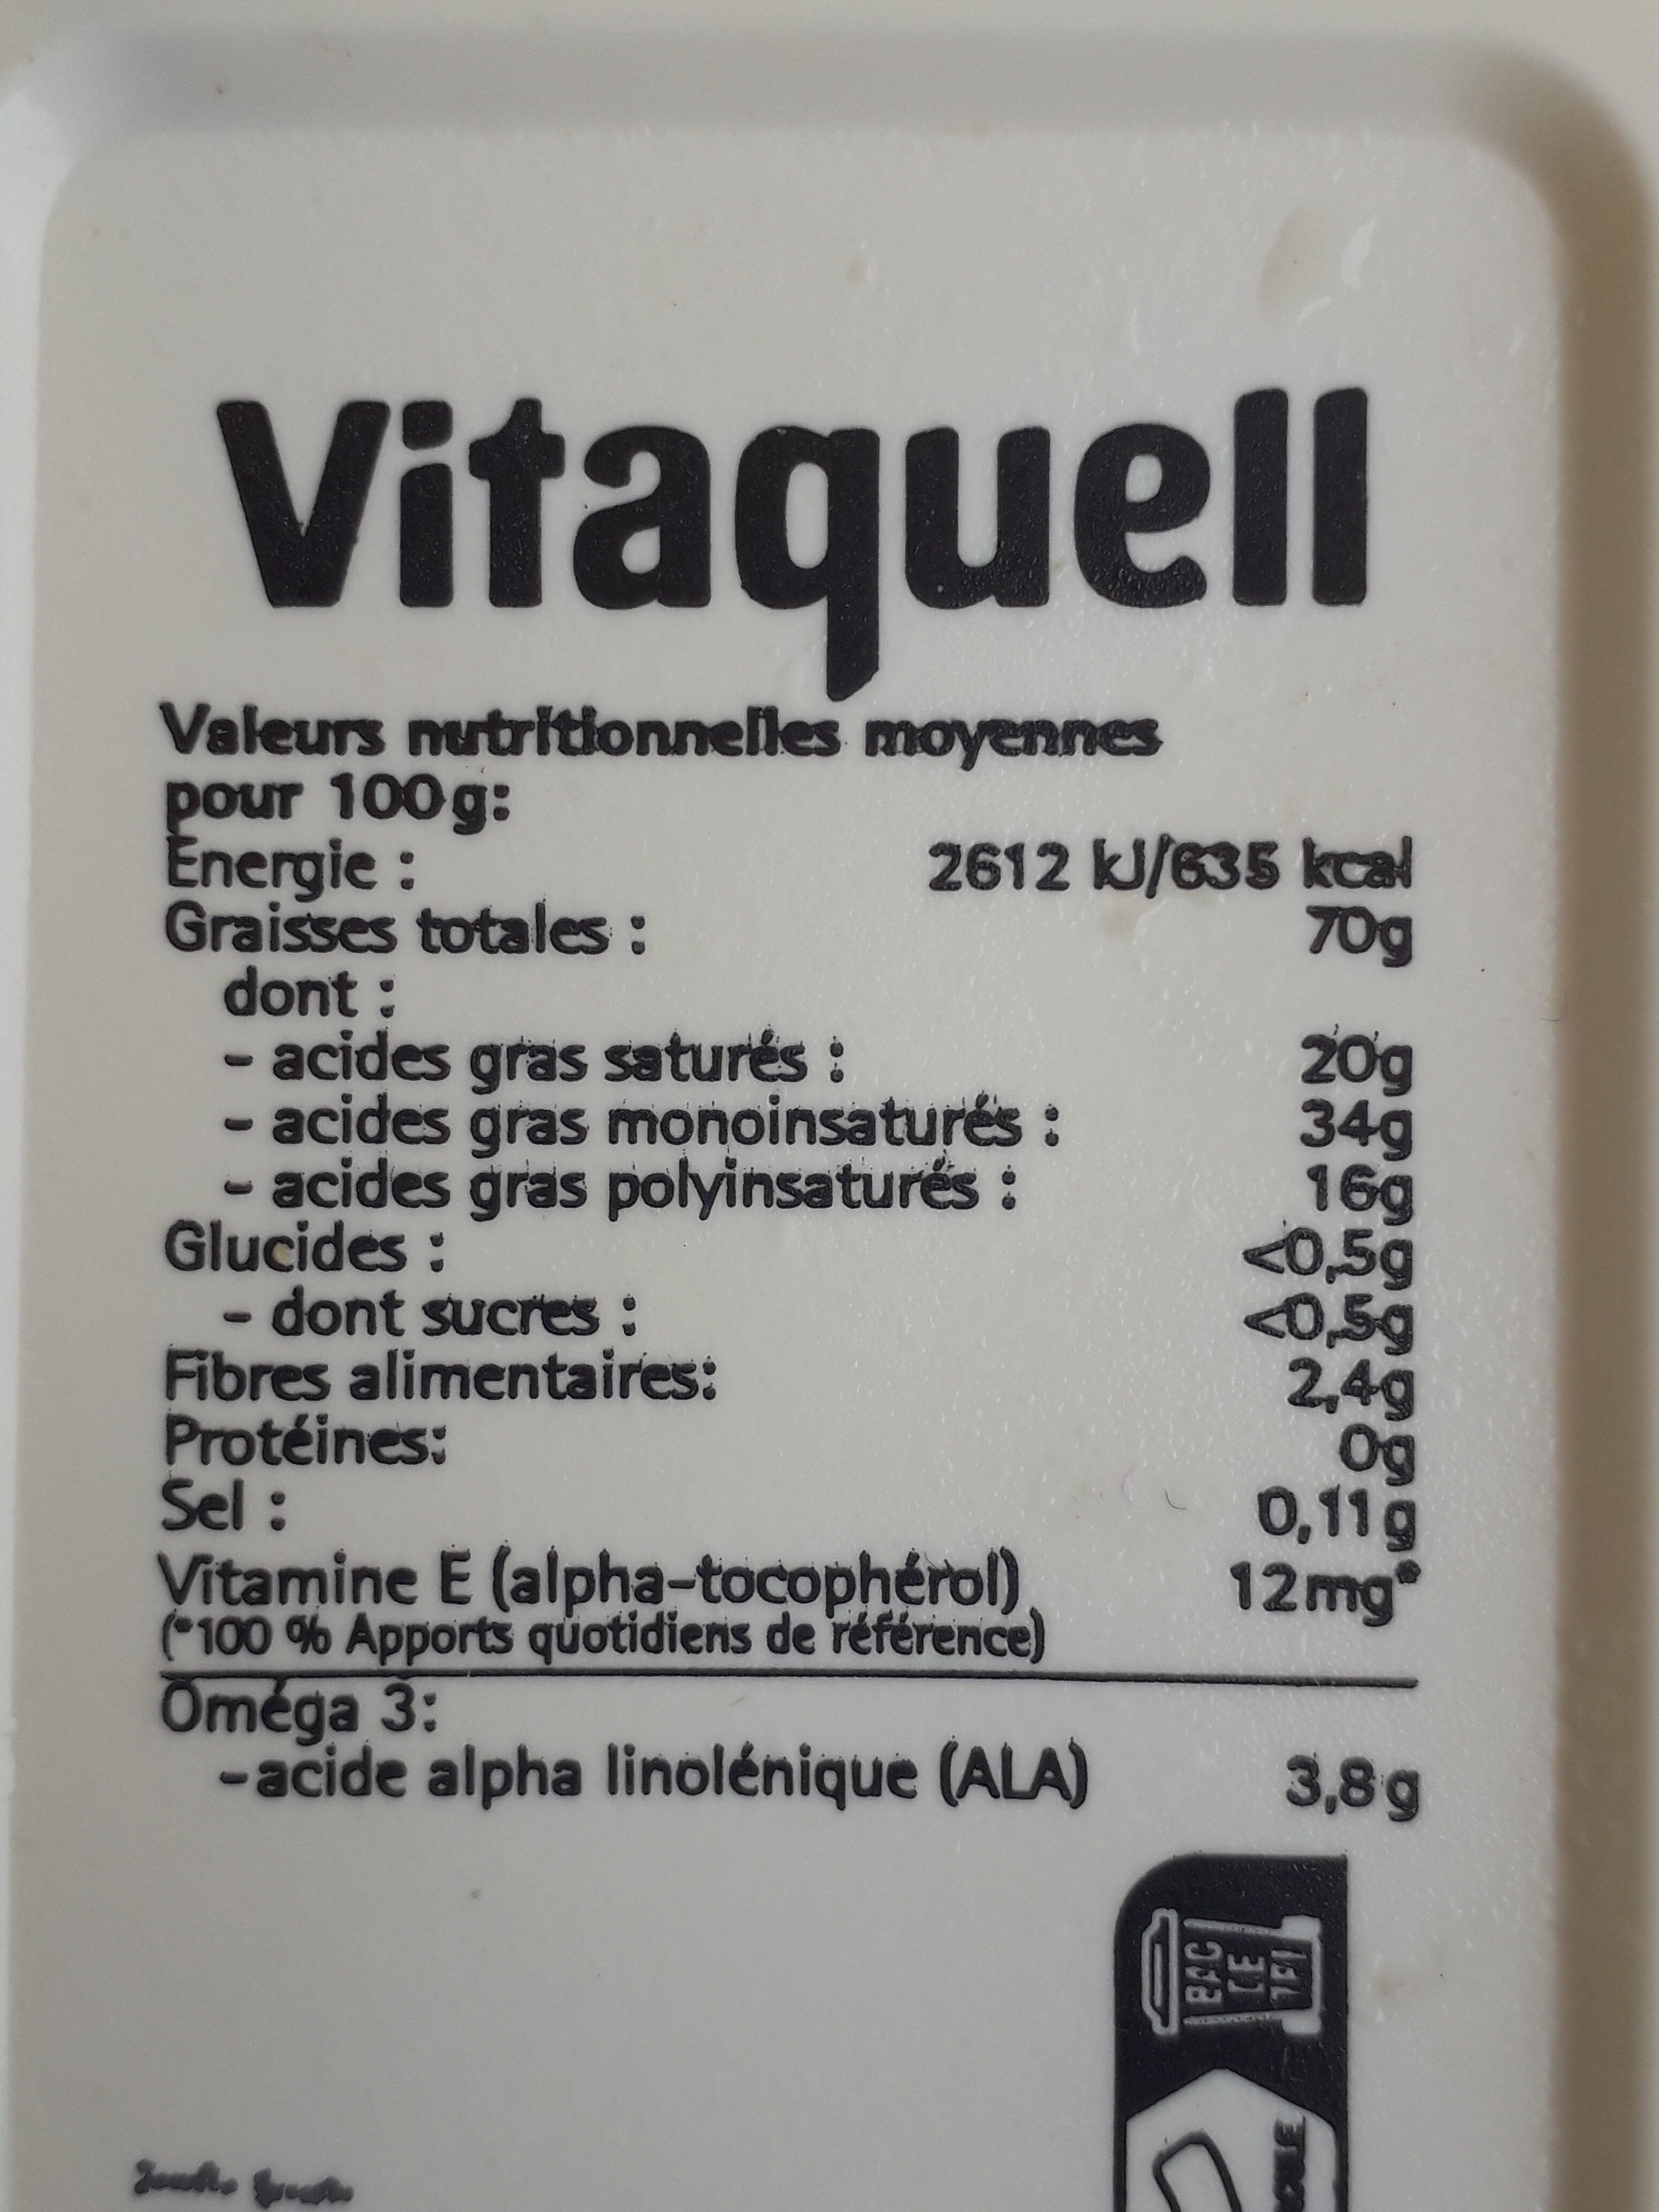 Vitaquell
Valeurs nutritionnelles moyennes
pour 100g:
Energie : 2612 kJ/635 kcal
Graisses totales : 70g
dont :
- acides gras saturés : 20g
- acides gras monoinsaturés : 34g
- acides gras polyinsaturés : 16g
Glucides : <0,5g
- dont sucres : <0,5g
Fibres alimentaires: 2,4g
Protéines: 0g
Sel : 0,11g
Vitamine E (alpha-tocophérol) 12mg*
(*100 % Apports quotidiens de référence)
Oméga 3:
-acide alpha linolénique (ALA) 3,8g
BAC
DE
TRI